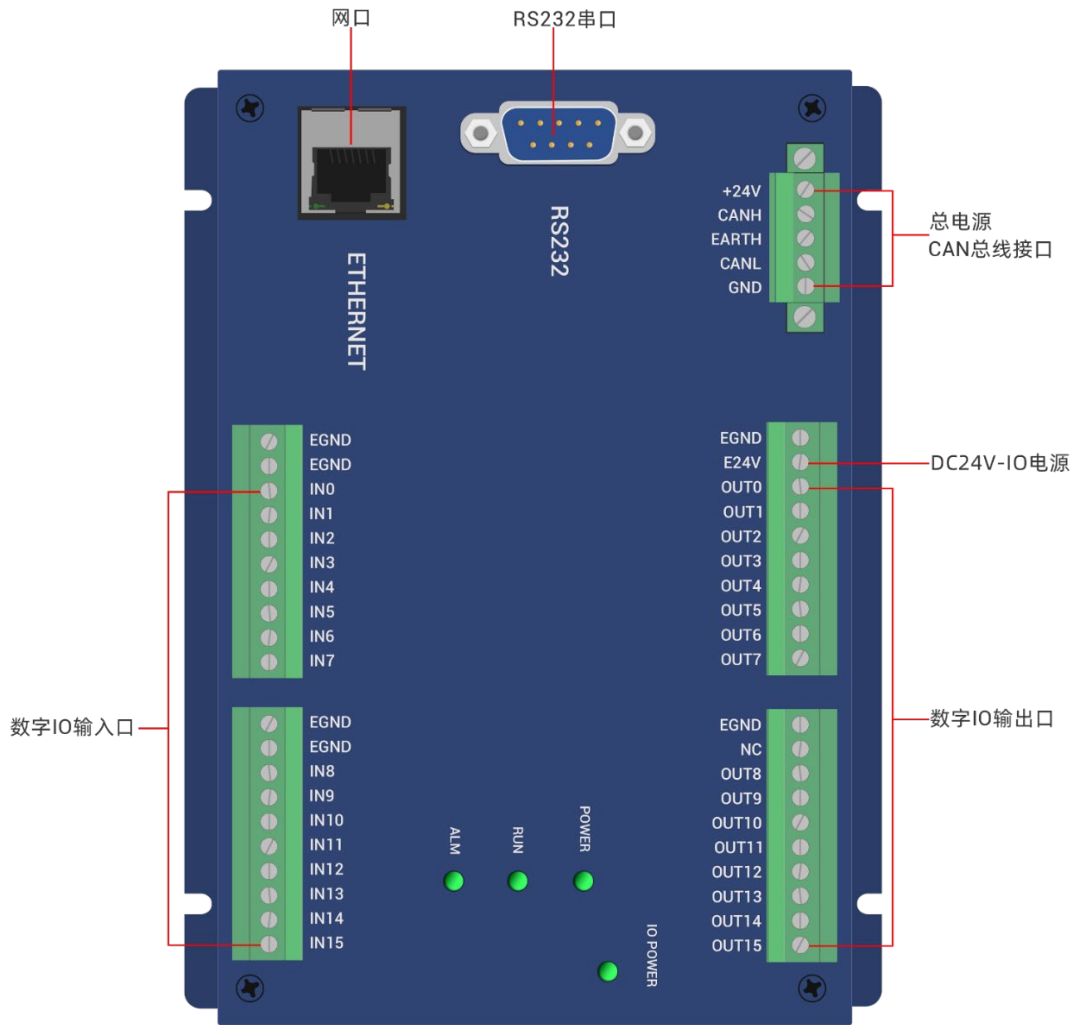 网口
RS232串口
ETHERNET
RS232
+24V
CANH
EARTH
CANL
GND
总电源
CAN总线接口
EGND
EGND
IN0
IN1
IN2
IN3
IN4
IN5
IN6
IN7
EGND
E24V
OUT0
OUT1
OUT2
OUT3
OUT4
OUT5
OUT6
OUT7
DC24V-IO电源
数字IO输入口
EGND
EGND
IN8
IN9
IN10
IN11
IN12
IN13
IN14
IN15
ALM
RUN
POWER
IO POWER
EGND
NC
OUT8
OUT9
OUT10
OUT11
OUT12
OUT13
OUT14
OUT15
数字IO输出口